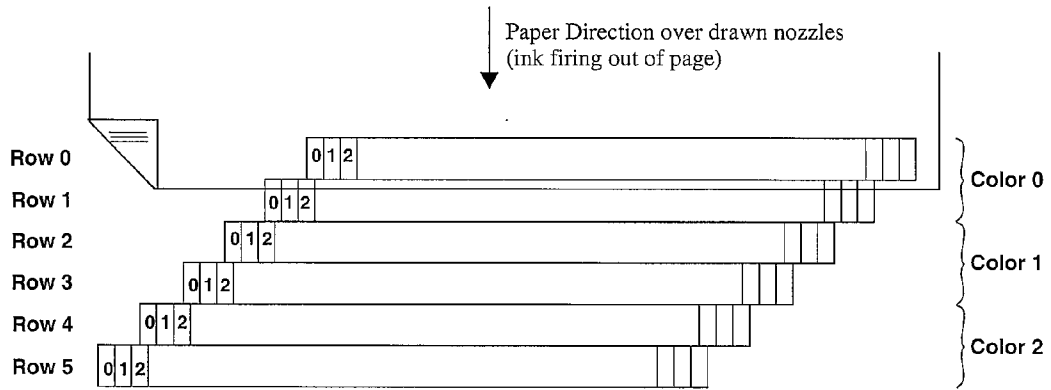 Paper Direction over drawn nozzles
(ink firing out of page)
Row 0 0 1 2 Color 0
Row 1 0 1 2
Row 2 0 1 2 Color 1
Row 3 0 1 2
Row 4 0 1 2 Color 2
Row 5 0 1 2